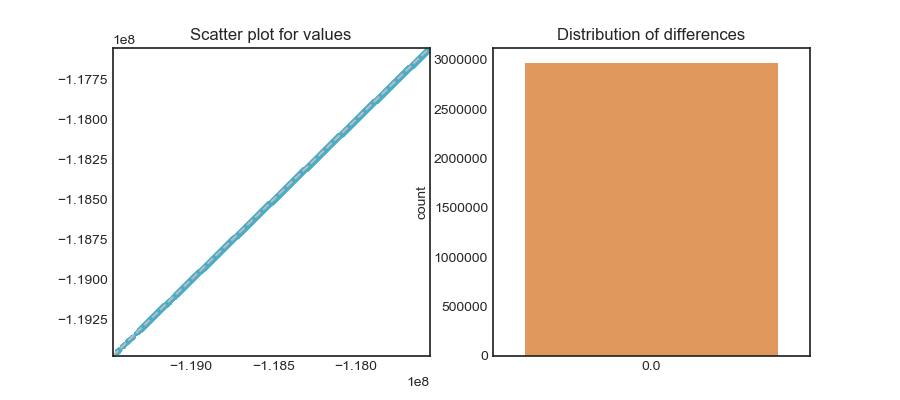 Scatter plot for values
1e8
−1.1775
−1.1800
−1.1825
−1.1850
−1.1875
−1.1900
−1.1925
−1.190 −1.185 −1.180
1e8
Distribution of differences
count
3000000
2500000
2000000
1500000
1000000
500000
0
0.0